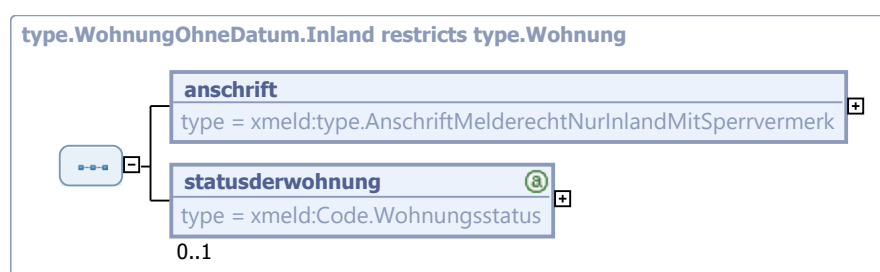 type.WohnungOhneDatum.Inland restricts type.Wohnung
anschrift
type = xmeld:type.AnschriftMelderechtNurInlandMitSperrvermerk
statusderwohnung
type = xmeld:Code.Wohnungsstatus
0..1